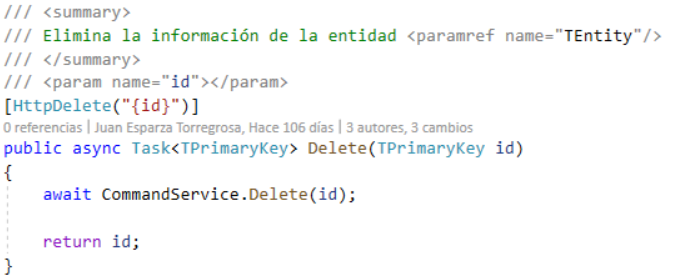 /// <summary>
/// Elimina la información de la entidad <paramref name="TEntity"/>
/// </summary>
/// <param name="id"></param>
[HttpDelete("{id}")]
0 referencias | Juan Esparza Torregrosa, Hace 106 días | 3 autores, 3 cambios
public async Task<TPrimaryKey> Delete(TPrimaryKey id)
{
    await CommandService.Delete(id);

    return id;
}